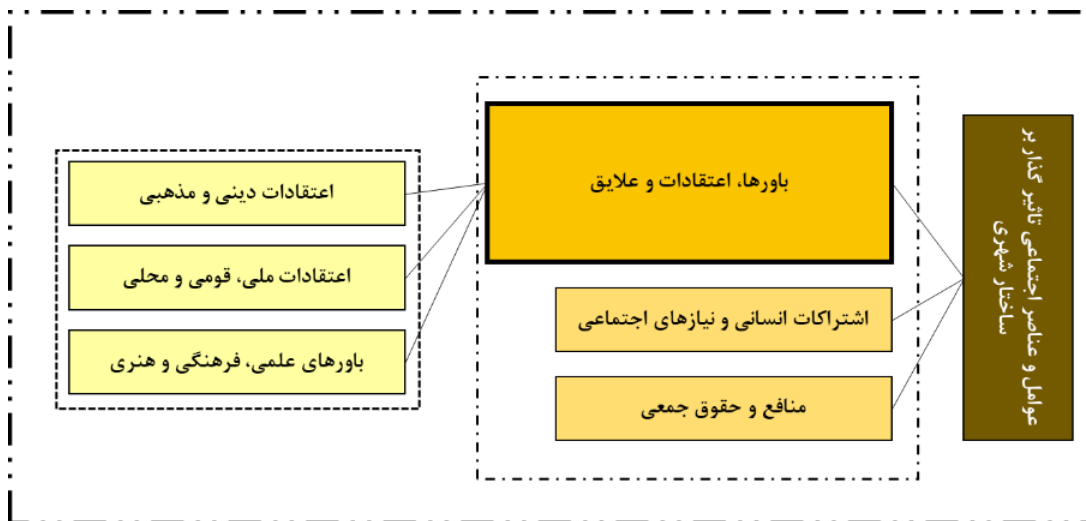 عوامل و عناصر اجتماعی تاثیر گذار بر
ساختار شهری
باورها، اعتقادات و علایق
اشتراکات انسانی و نیازهای اجتماعی
منافع و حقوق جمعی
اعتقادات دینی و مذهبی
اعتقادات ملی، قومی و محلی
باورهای علمی، فرهنگی و هنری